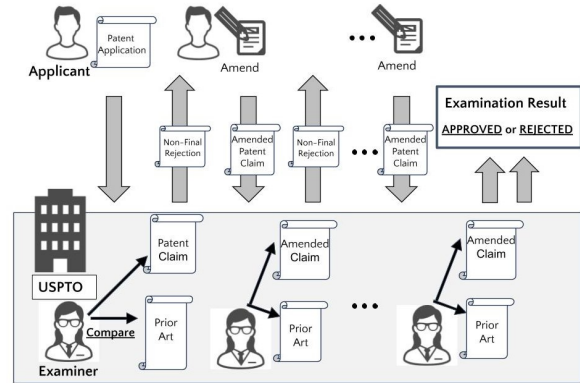 Patent
Application
Applicant
Amend
•••
Amend
Non-Final
Rejection
Amended
Patent
Claim
Non-Final
Rejection
•••
Amended
Patent
Claim
Examination Result
APPROVED or REJECTED
Patent
Claim
Amended
Claim
Amended
Claim
USPTO
Compare
Prior
Art
Prior
Art
•••
Prior
Art
Examiner